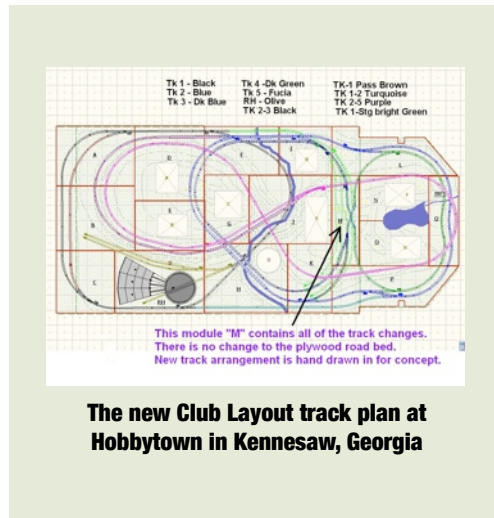 Tk 1 - Black
Tk 2 - Blue
Tk 3 - Dk Blue
Tk 4 -Dk Green
Tk 5 - Fucia
RH - Olive
TK 2-3 Black
TK-1 Pass Brown
TK 1-2 Turquoise
TK 2-5 Purple
TK 1-Stg bright Green
A
D
E
I
L
B
F
G
J
M
S
Q
C
RH
H
K
O
P
This module "M" contains all of the track changes.
There is no change to the plywood road bed.
New track arrangement is hand drawn in for concept.
The new Club Layout track plan at
Hobbytown in Kennesaw, Georgia